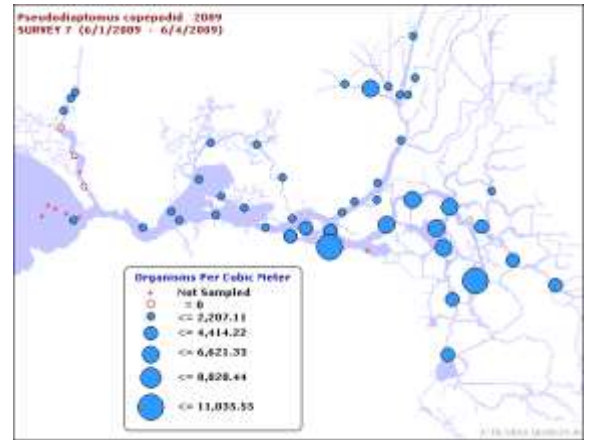 Pseudodiaptomus copepodid 2009
SURVEY 7 (6/1/2009 - 6/4/2009)
Organisms Per Cubic Meter
Not Sampled
= 0
<= 2,207.11
<= 4,414.22
<= 6,621.33
<= 8,828.44
<= 11,035.55